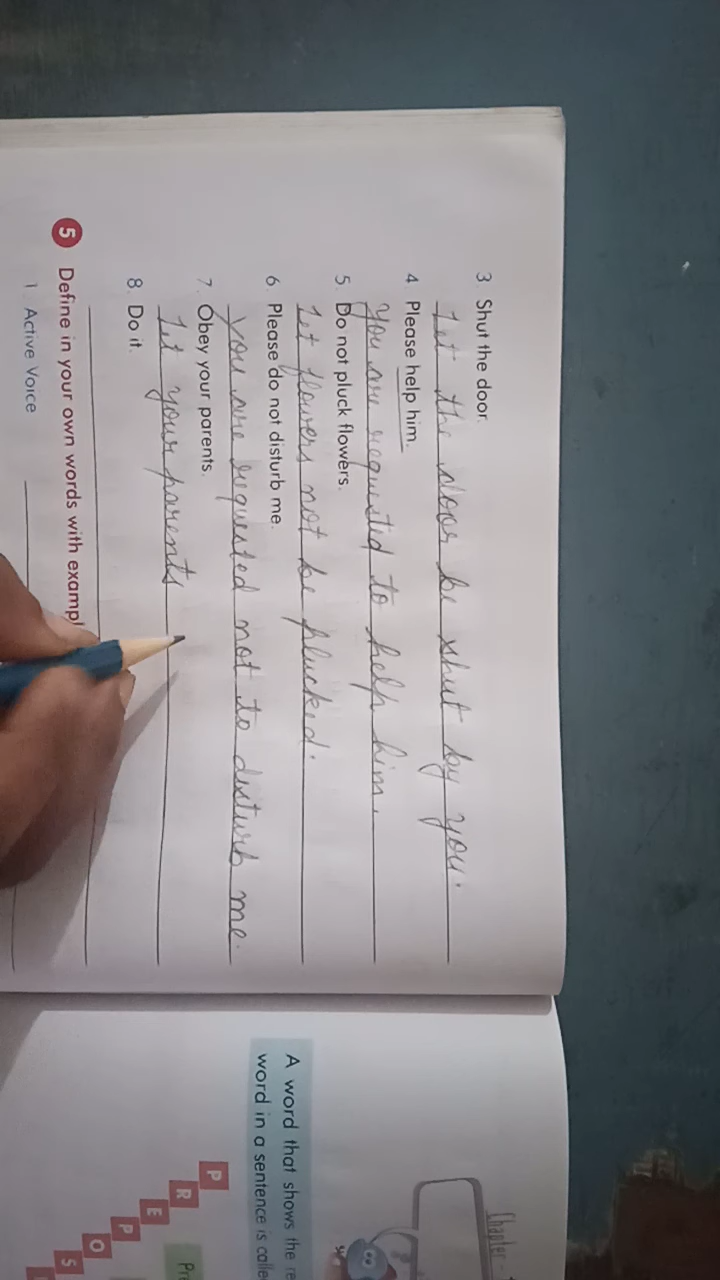 3. Shut the door.
Let the door be shut by you.
4. Please help him.
You are requested to help him.
5. Do not pluck flowers.
Let flowers not be plucked.
6. Please do not disturb me.
You are requested not to disturb me.
7. Obey your parents.
Let your parents
8. Do it.
5 Define in your own words with exampl
1. Active Voice
Chapter -
A word that shows the re
word in a sentence is calle
P
R
E
P
O
S